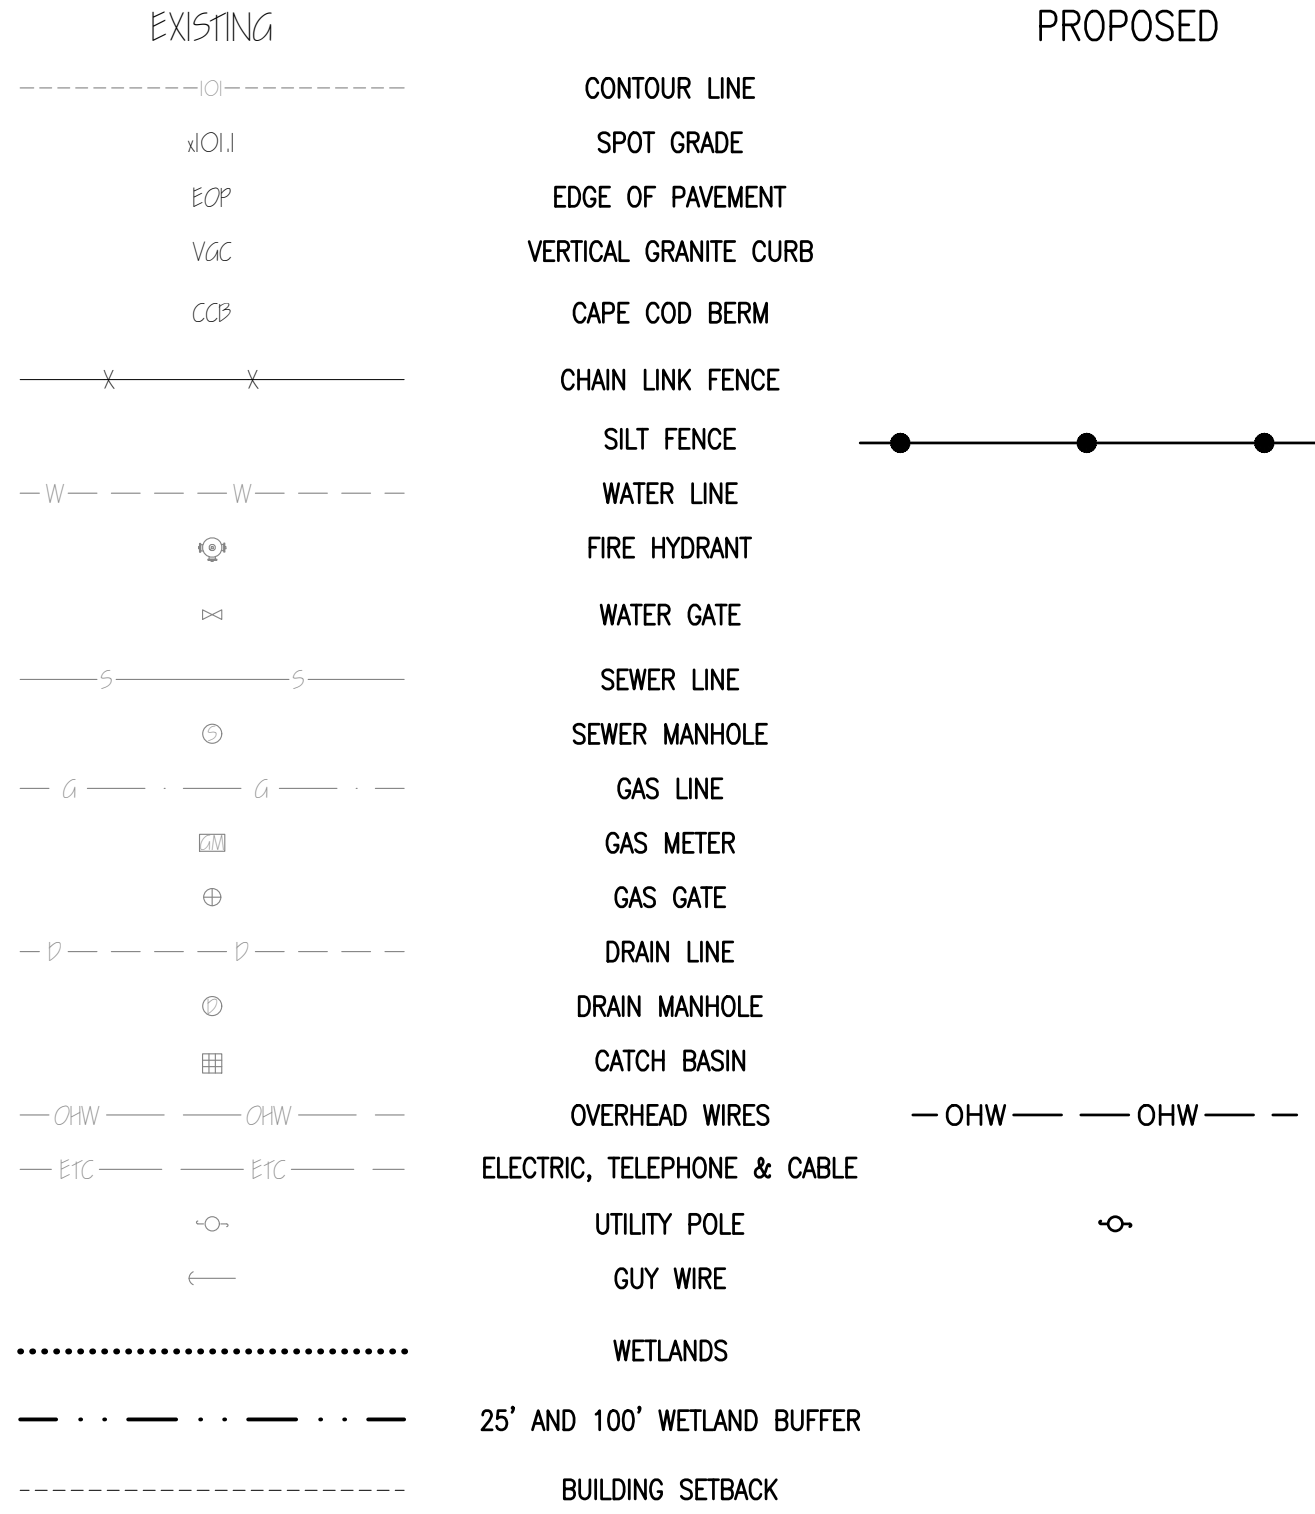 EXISTING PROPOSED
101 CONTOUR LINE
x101.1 SPOT GRADE
EOP EDGE OF PAVEMENT
VGC VERTICAL GRANITE CURB
CCB CAPE COD BERM
X X CHAIN LINK FENCE
SILT FENCE
W W WATER LINE
FIRE HYDRANT
WATER GATE
S S SEWER LINE
S SEWER MANHOLE
G G GAS LINE
GM GAS METER
GAS GATE
D D DRAIN LINE
D DRAIN MANHOLE
CATCH BASIN
OHW OHW OVERHEAD WIRES OHW OHW
ETC ETC ELECTRIC, TELEPHONE & CABLE
UTILITY POLE
GUY WIRE
WETLANDS
25' AND 100' WETLAND BUFFER
BUILDING SETBACK